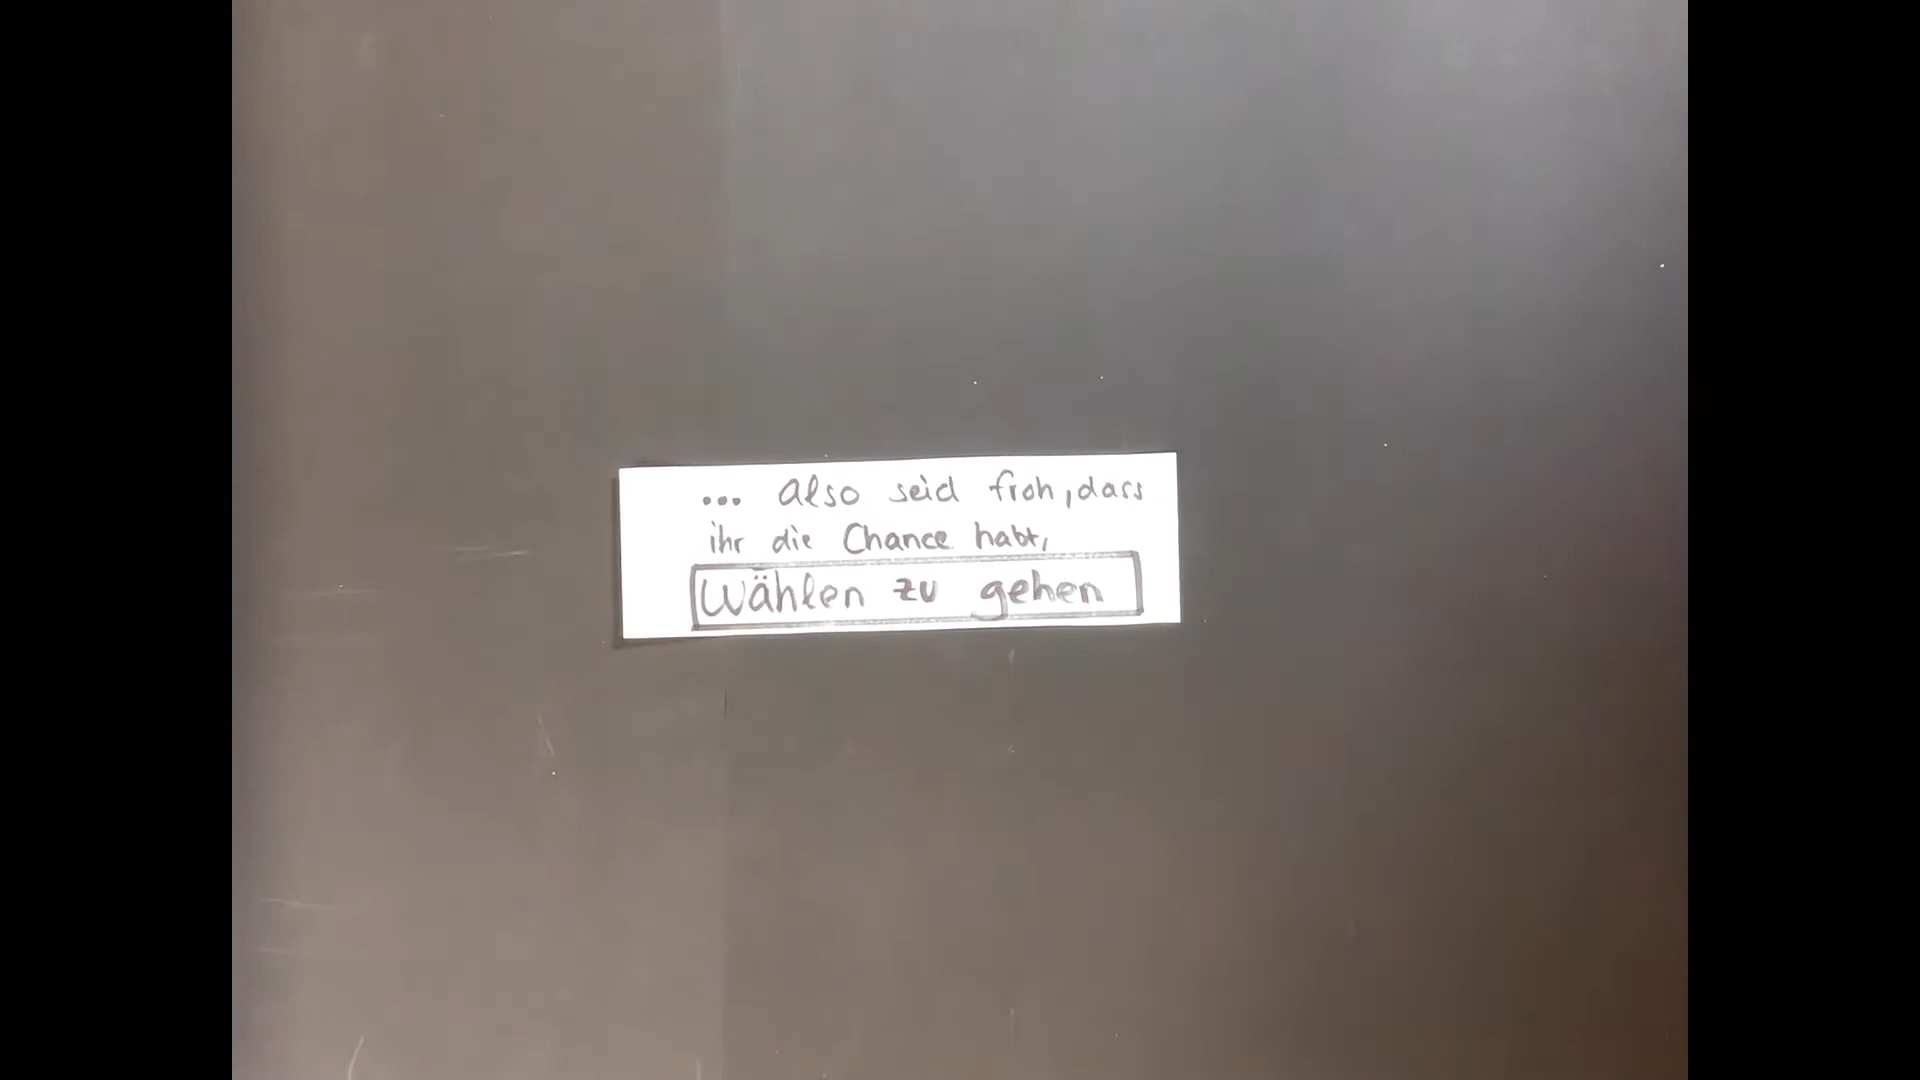 ... also seid froh, dass
ihr die Chance habt,
Wählen zu gehen